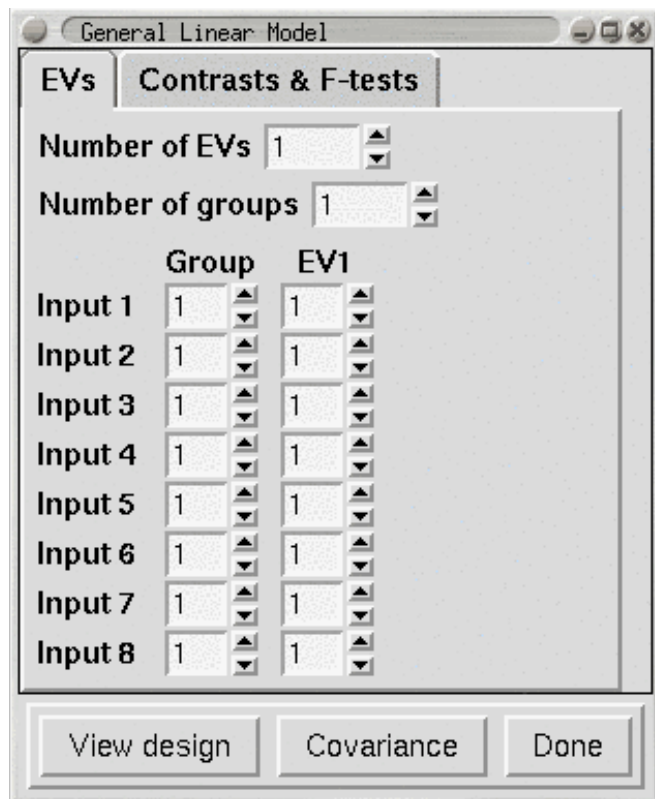 General Linear Model
EVs Contrasts & F-tests
Number of EVs 1
Number of groups 1
Group EV1
Input 1 1 1
Input 2 1 1
Input 3 1 1
Input 4 1 1
Input 5 1 1
Input 6 1 1
Input 7 1 1
Input 8 1 1
View design Covariance Done